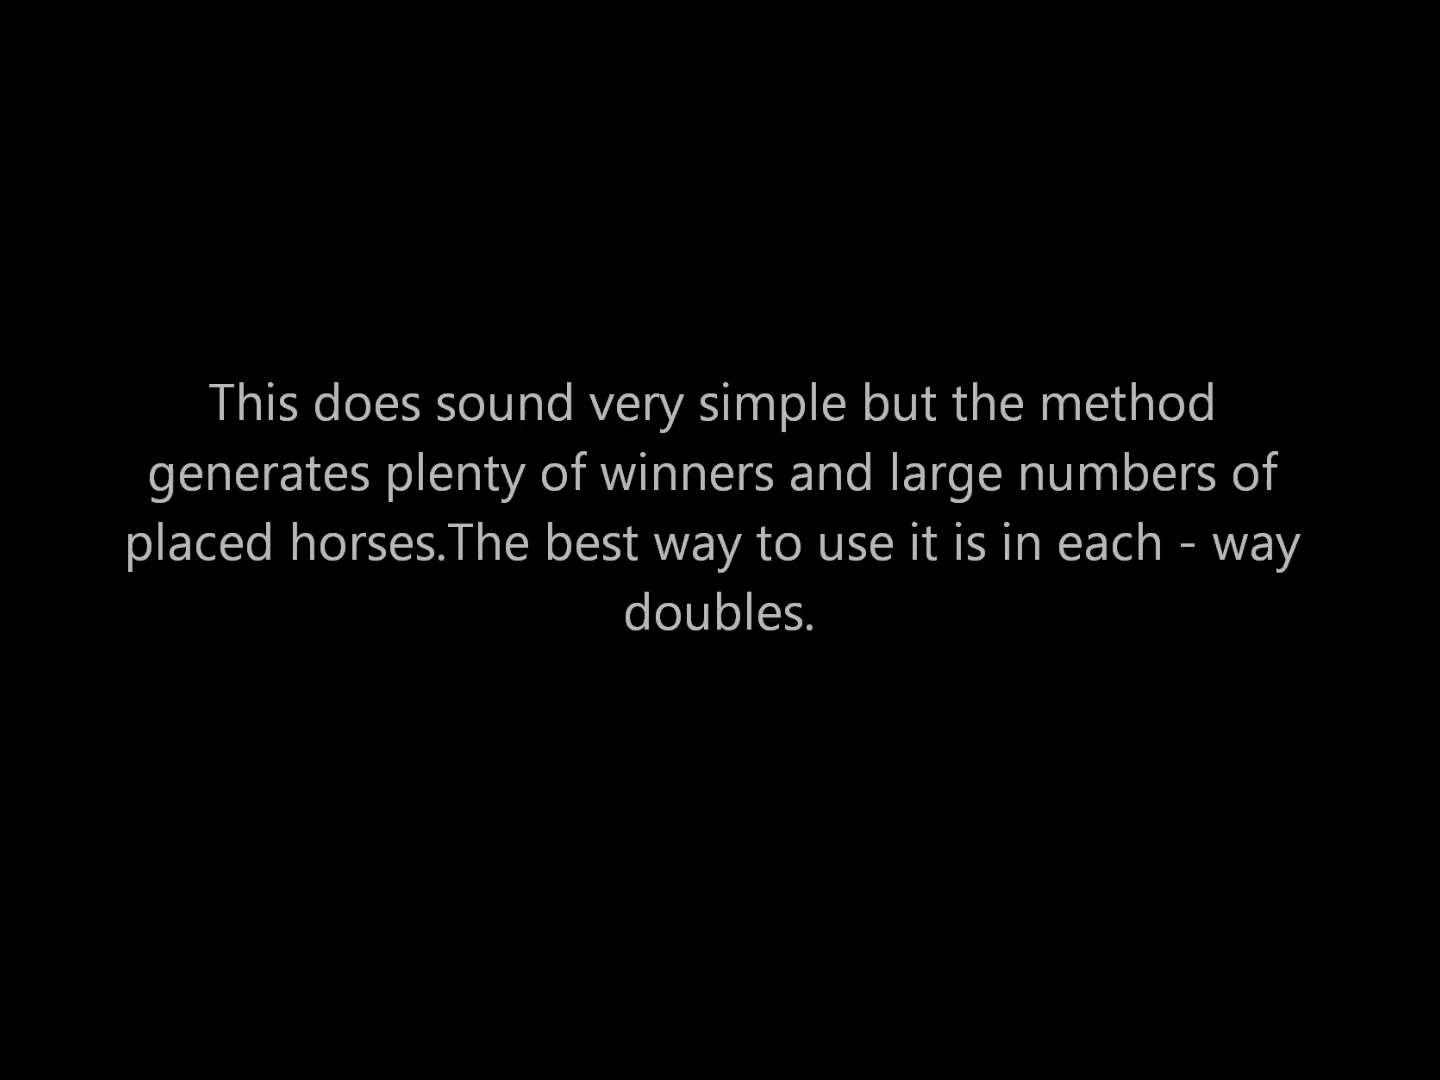 This does sound very simple but the method
generates plenty of winners and large numbers of
placed horses.The best way to use it is in each - way
doubles.